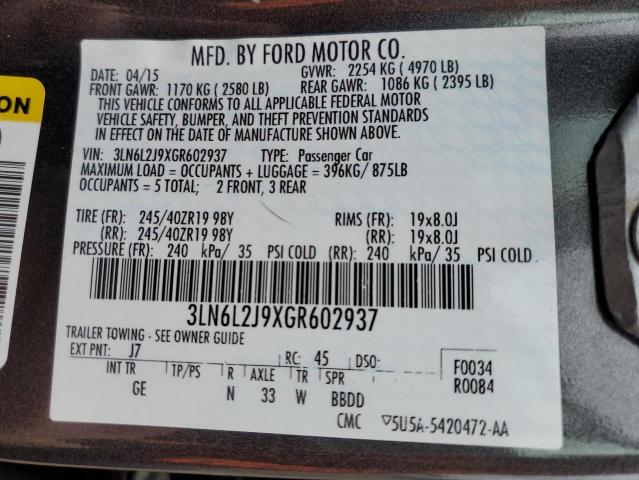 MFD. BY FORD MOTOR CO.
DATE: 04/15 GVWR: 2254 KG ( 4970 LB)
FRONT GAWR: 1170 KG ( 2580 LB) REAR GAWR: 1086 KG ( 2395 LB)
THIS VEHICLE CONFORMS TO ALL APPLICABLE FEDERAL MOTOR
VEHICLE SAFETY, BUMPER, AND THEFT PREVENTION STANDARDS
IN EFFECT ON THE DATE OF MANUFACTURE SHOWN ABOVE.
VIN: 3LN6L2J9XGR602937 TYPE: Passenger Car
MAXIMUM LOAD = OCCUPANTS + LUGGAGE = 396KG/ 875LB
OCCUPANTS = 5 TOTAL; 2 FRONT, 3 REAR
TIRE (FR): 245/40ZR19 98Y RIMS (FR): 19x8.0J
(RR): 245/40ZR19 98Y (RR): 19x8.0J
PRESSURE (FR): 240 kPa/ 35 PSI COLD (RR): 240 kPa/ 35 PSI COLD
3LN6L2J9XGR602937
TRAILER TOWING - SEE OWNER GUIDE
EXT PNT: J7 RC: 45 DSO: F0034
INT TR TP/PS R AXLE TR SPR R0084
GE N 33 W BBDD
CMC 5U5A-5420472-AA
ON